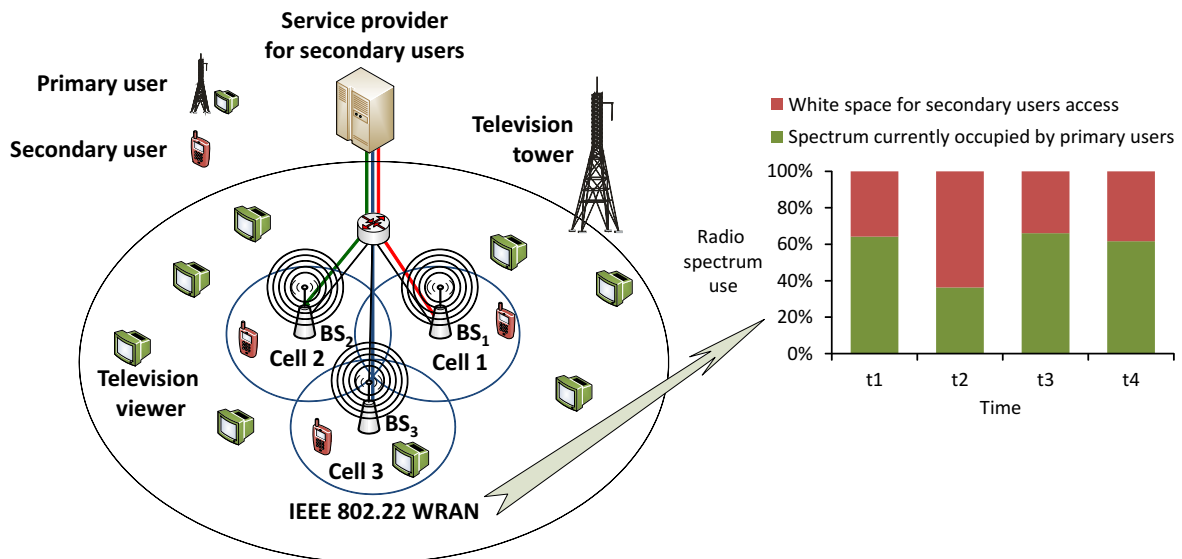 Service provider
for secondary users
Primary user
Secondary user
Television
tower
BS2
BS1
Cell 2
Cell 1
Television
viewer
BS3
Cell 3
IEEE 802.22 WRAN
White space for secondary users access
Spectrum currently occupied by primary users
100%
80%
60%
40%
20%
0%
Radio
spectrum
use
t1 t2 t3 t4
Time